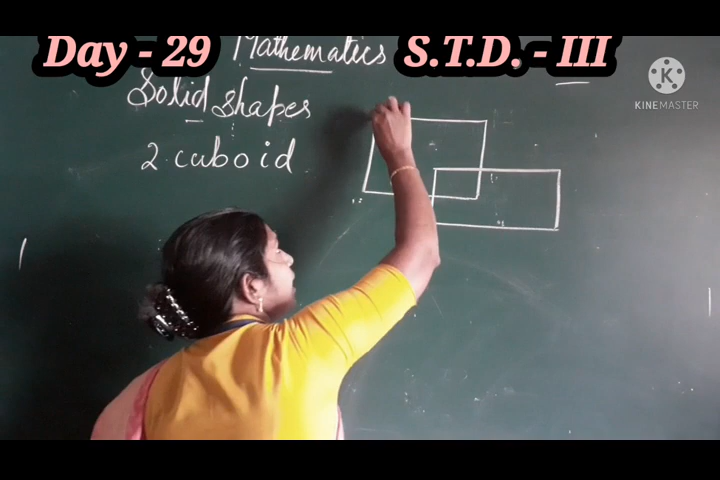 Day - 29 Mathematics S.T.D. - III
KINEMASTER
Solid shapes
2. cuboid